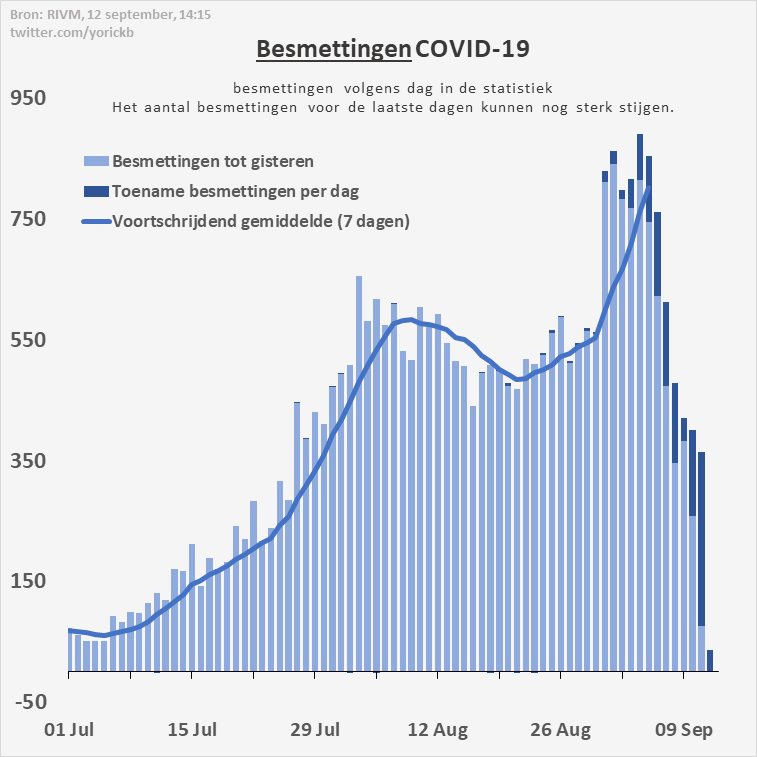 Bron: RIVM, 12 september, 14:15
twitter.com/yorickb
Besmettingen COVID-19
besmettingen volgens dag in de statistiek
Het aantal besmettingen voor de laatste dagen kunnen nog sterk stijgen.
950
Besmettingen tot gisteren
Toename besmettingen per dag
750
Voortschrijdend gemiddelde (7 dagen)
550
350
150
-50
01 Jul 15 Jul 29 Jul 12 Aug 26 Aug 09 Sep